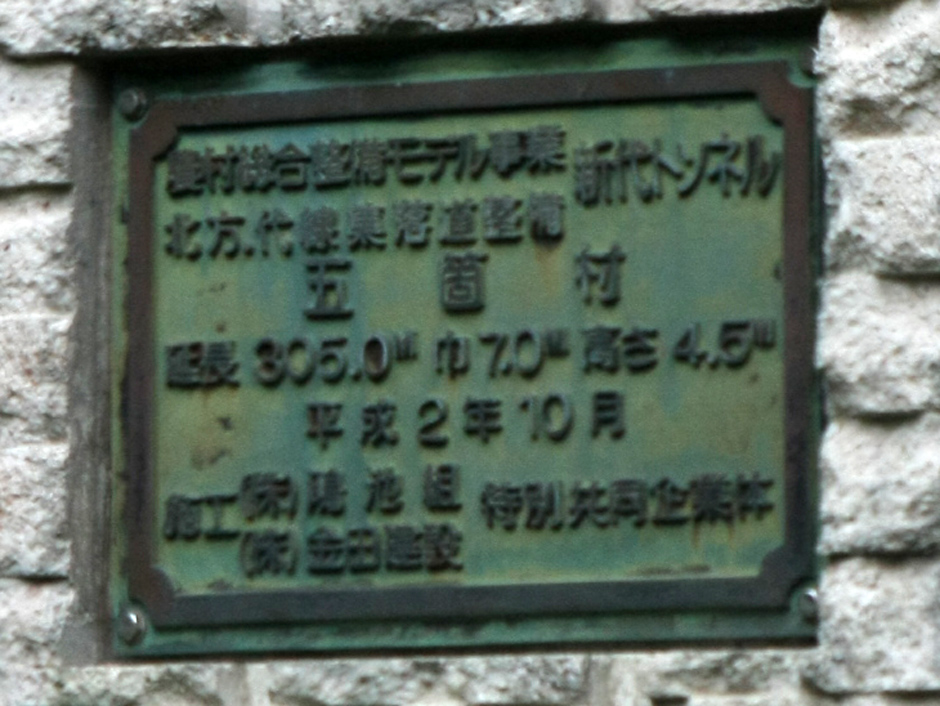 農村総合整備モデル事業 新代トンネル
北方.代線集落道整備
五箇村
延長 305.0M 巾 7.0M 高さ 4.5M
平成2年10月
施工 (株)鴻池組 特別共同企業体
(株)金田建設